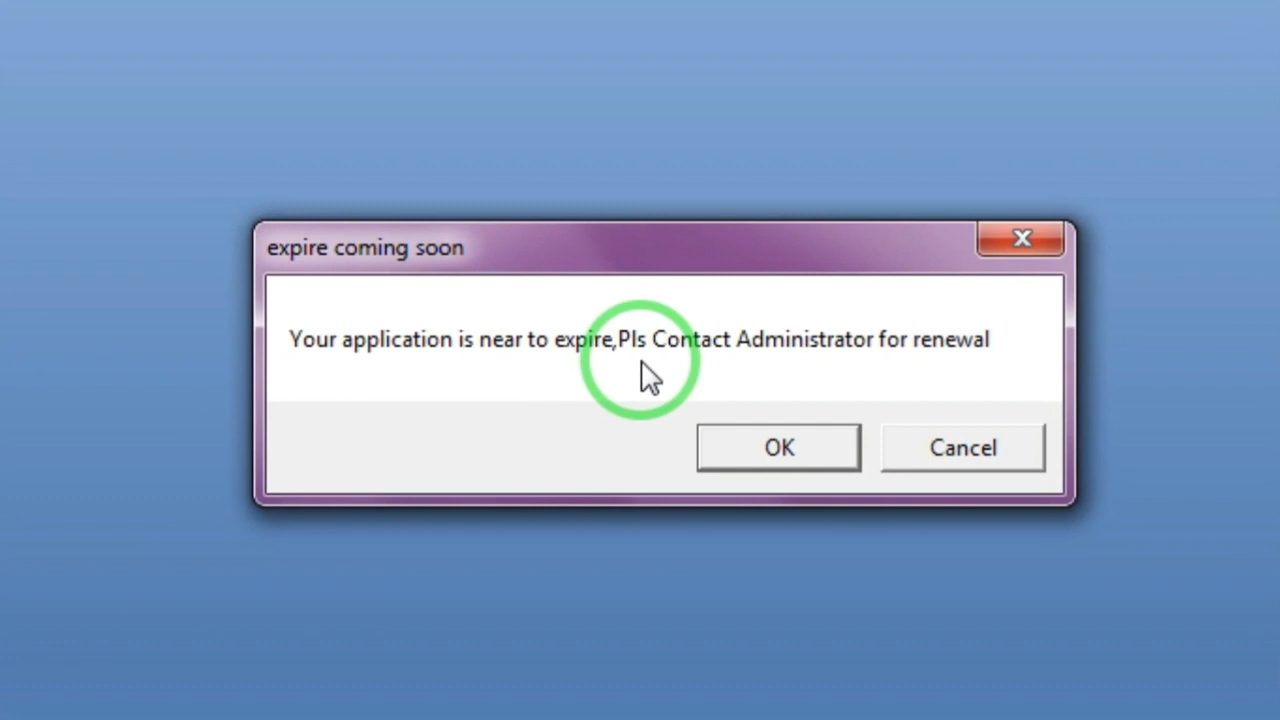 expire coming soon
Your application is near to expire,Pls Contact Administrator for renewal
OK
Cancel